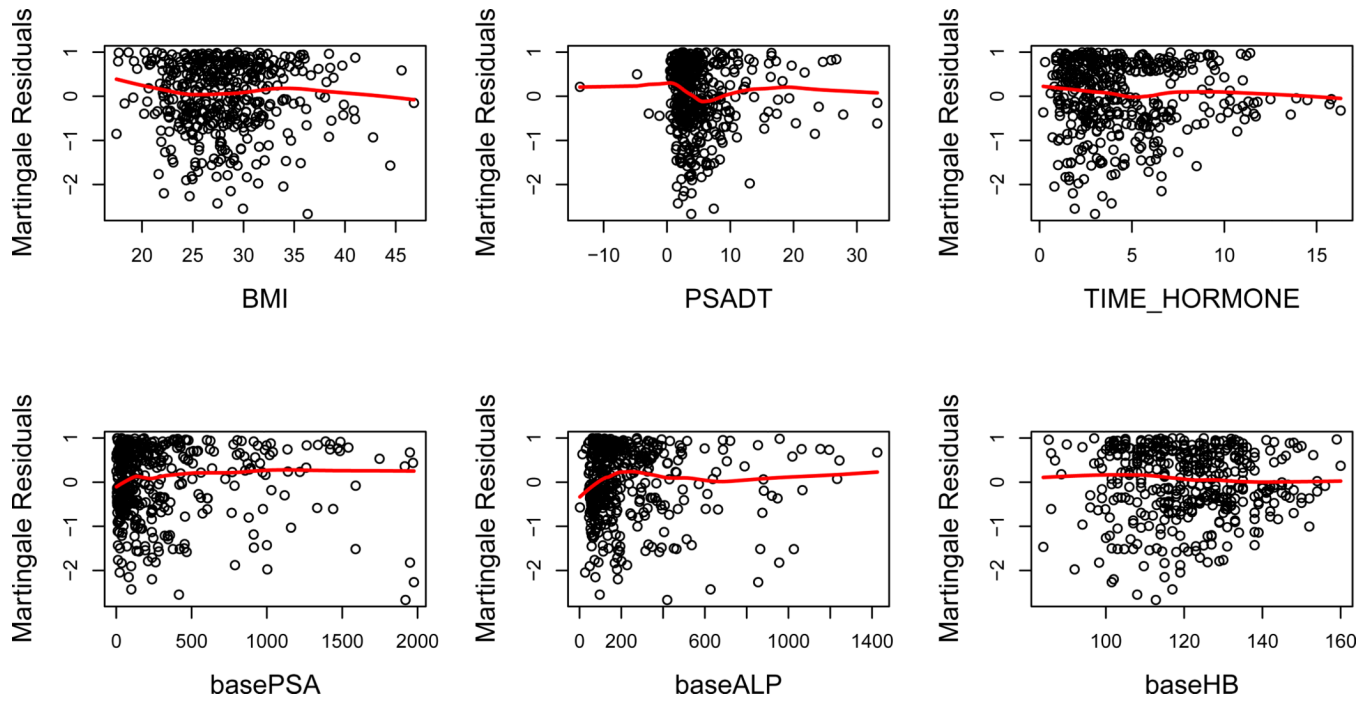 Martingale Residuals
1
0
−1
−2
20 25 30 35 40 45
BMI
Martingale Residuals
1
0
−1
−2
−10 0 10 20 30
PSADT
Martingale Residuals
1
0
−1
−2
0 5 10 15
TIME_HORMONE
Martingale Residuals
1
0
−1
−2
0 500 1000 1500 2000
basePSA
Martingale Residuals
1
0
−1
−2
0 200 600 1000 1400
baseALP
Martingale Residuals
1
0
−1
−2
100 120 140 160
baseHB